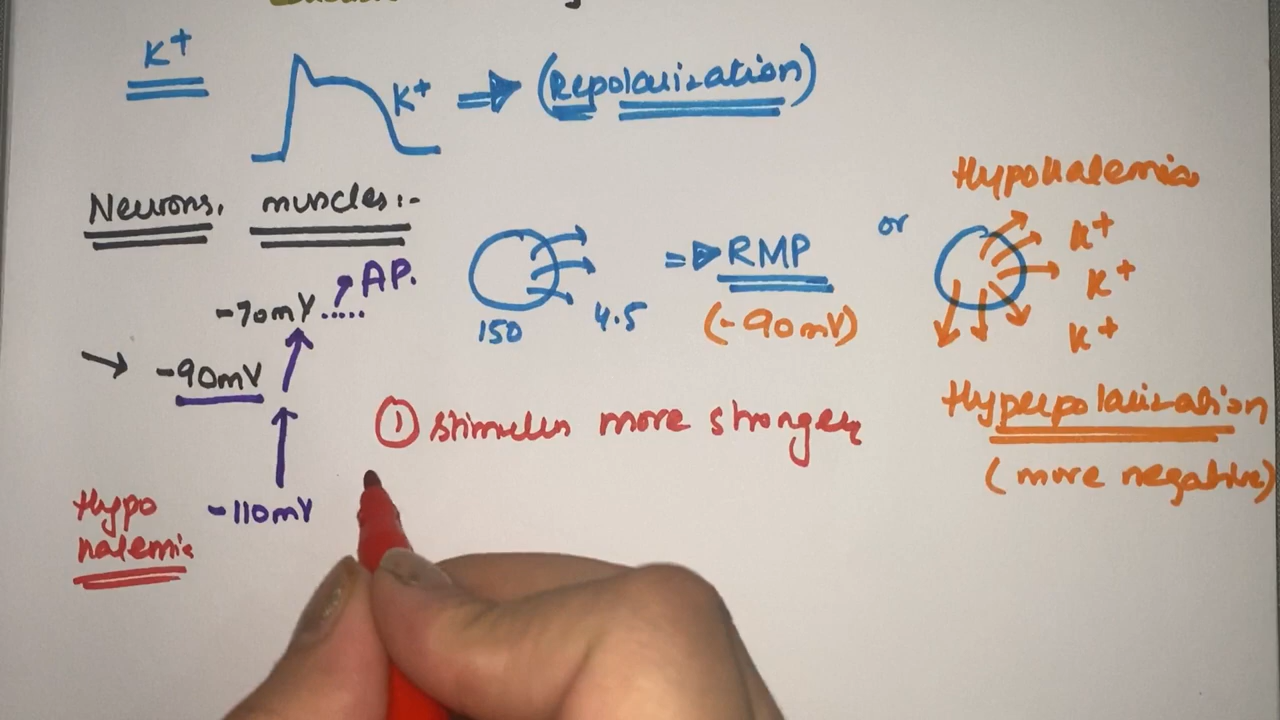 K+
K+ ⇒ (Repolarization)
Neurons, muscles:-
AP.
-70mV.....
-90mV
-110mV
Hypo
kalemia
150
4.5
⇒ RMP
(-90mV)
① stimulus more stronger
or
Hypokalemia
K+
K+
K+
Hyperpolarization
(more negative)